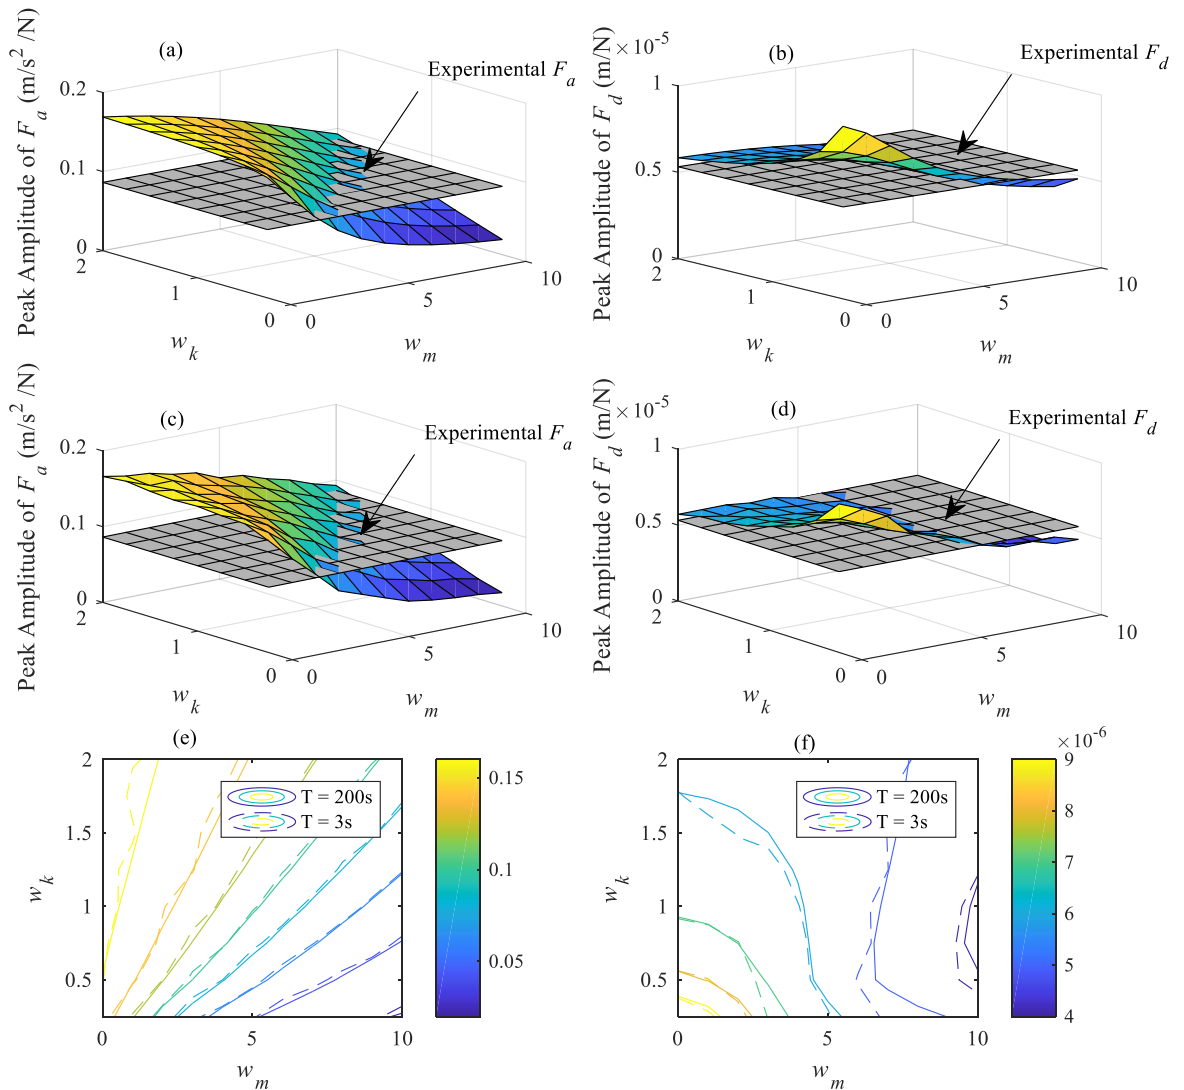 (a)
Peak Amplitude of F_a (m/s^2 /N)
Experimental F_a
0.2
0.1
0
2
1
0
0
5
10
w_k
w_m
(b)
Peak Amplitude of F_d (m/N)
×10^-5
Experimental F_d
1
0.5
0
2
1
0
0
5
10
w_k
w_m
(c)
Peak Amplitude of F_a (m/s^2 /N)
Experimental F_a
0.2
0.1
0
2
1
0
0
5
10
w_k
w_m
(d)
Peak Amplitude of F_d (m/N)
×10^-5
Experimental F_d
1
0.5
0
2
1
0
0
5
10
w_k
w_m
(e)
2
1.5
1
0.5
w_k
0
5
10
w_m
T = 200s
T = 3s
0.15
0.1
0.05
(f)
2
1.5
1
0.5
w_k
0
5
10
w_m
T = 200s
T = 3s
×10^-6
9
8
7
6
5
4